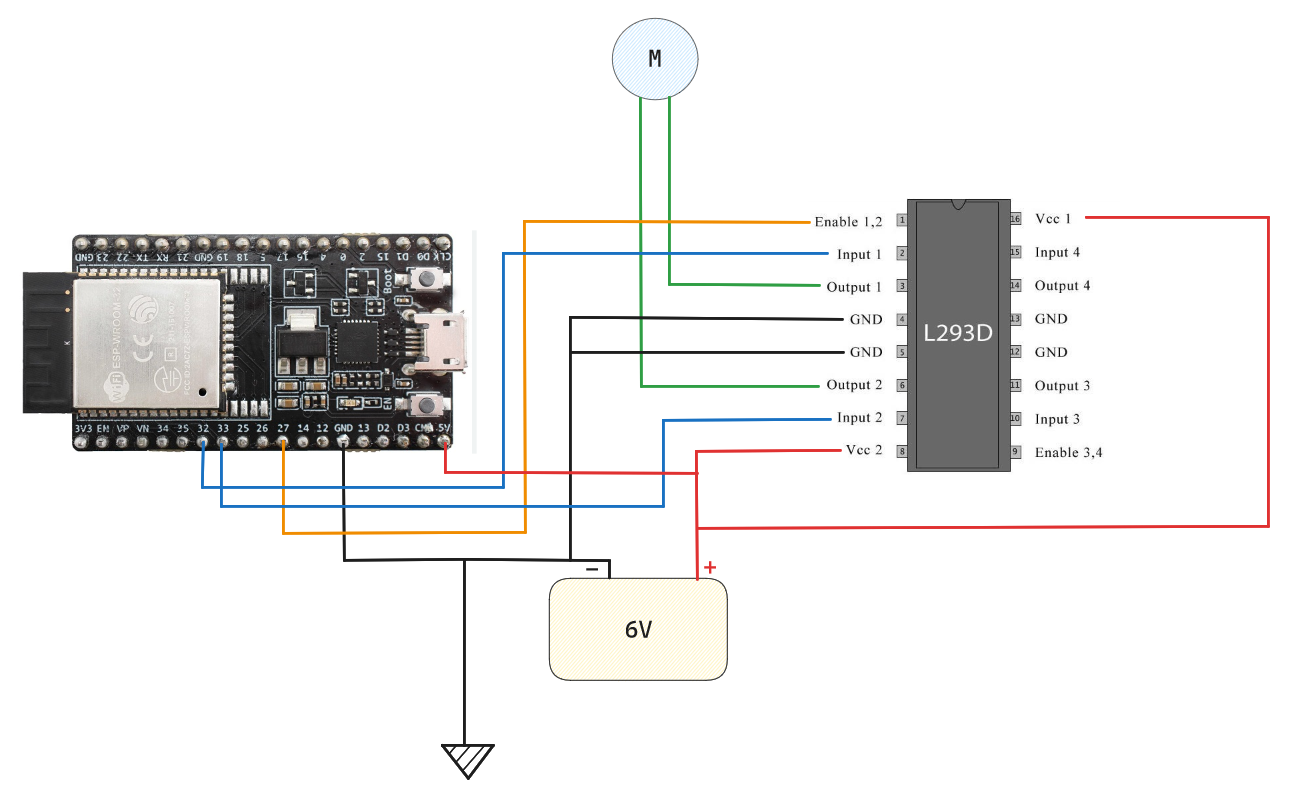 M
GND 23 22 TX RX 21 GND 19 18 5 17 16 4 0 2 15 D1 D0 CLK
Boot
WiFi ESP-WROOM-
CE
EN
3V3 EN VP VN 34 35 32 33 25 26 27 14 12 GND 13 D2 D3 CMD 5V
Enable 1,2 1 16 Vcc 1
Input 1 2 15 Input 4
Output 1 3 14 Output 4
GND 4 13 GND
L293D
GND 5 12 GND
Output 2 6 11 Output 3
Input 2 7 10 Input 3
Vcc 2 8 9 Enable 3,4
− +
6V